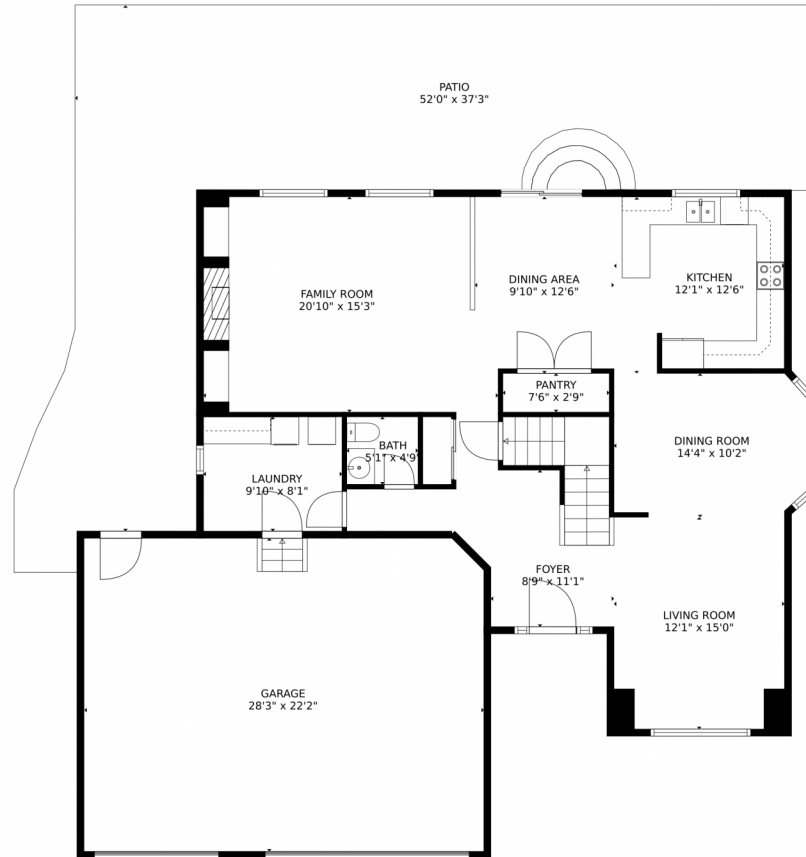 PATIO
52'0" x 37'3"
FAMILY ROOM
20'10" x 15'3"
DINING AREA
9'10" x 12'6"
KITCHEN
12'1" x 12'6"
PANTRY
7'6" x 2'9"
BATH
5'1" x 4'9"
LAUNDRY
9'10" x 8'1"
DINING ROOM
14'4" x 10'2"
FOYER
8'9" x 11'1"
LIVING ROOM
12'1" x 15'0"
GARAGE
28'3" x 22'2"